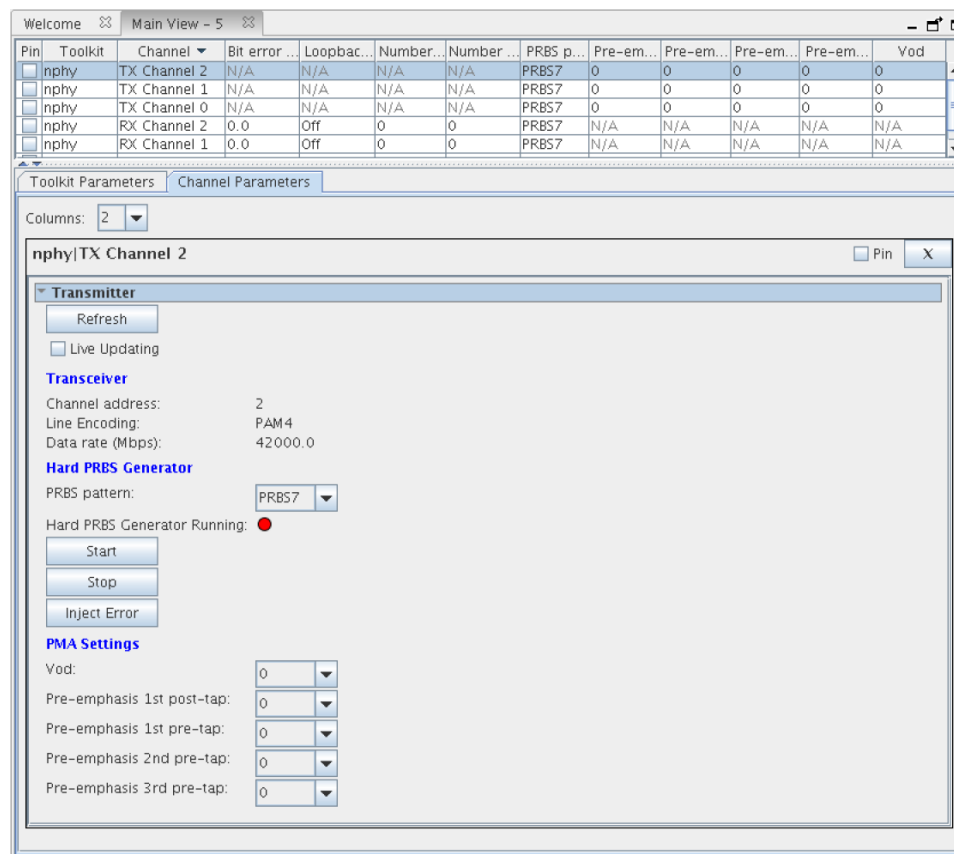 Welcome Main View - 5
Pin Toolkit Channel Bit error ... Loopbac... Number... Number ... PRBS p... Pre-em... Pre-em... Pre-em... Pre-em... Vod
nphy TX Channel 2 N/A N/A N/A N/A PRBS7 0 0 0 0 0
nphy TX Channel 1 N/A N/A N/A N/A PRBS7 0 0 0 0 0
nphy TX Channel 0 N/A N/A N/A N/A PRBS7 0 0 0 0 0
nphy RX Channel 2 0.0 Off 0 0 PRBS7 N/A N/A N/A N/A N/A
nphy RX Channel 1 0.0 Off 0 0 PRBS7 N/A N/A N/A N/A N/A
Toolkit Parameters Channel Parameters
Columns: 2
nphy|TX Channel 2 Pin X
Transmitter
Refresh
Live Updating
Transceiver
Channel address: 2
Line Encoding: PAM4
Data rate (Mbps): 42000.0
Hard PRBS Generator
PRBS pattern: PRBS7
Hard PRBS Generator Running:
Start
Stop
Inject Error
PMA Settings
Vod: 0
Pre-emphasis 1st post-tap: 0
Pre-emphasis 1st pre-tap: 0
Pre-emphasis 2nd pre-tap: 0
Pre-emphasis 3rd pre-tap: 0